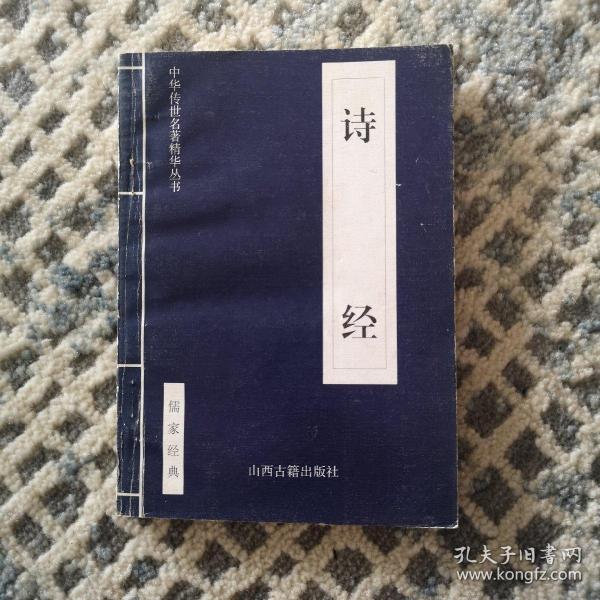 中华传世名著精华丛书
诗经
儒家经典
山西古籍出版社
孔夫子旧书网
www.kongfz.com